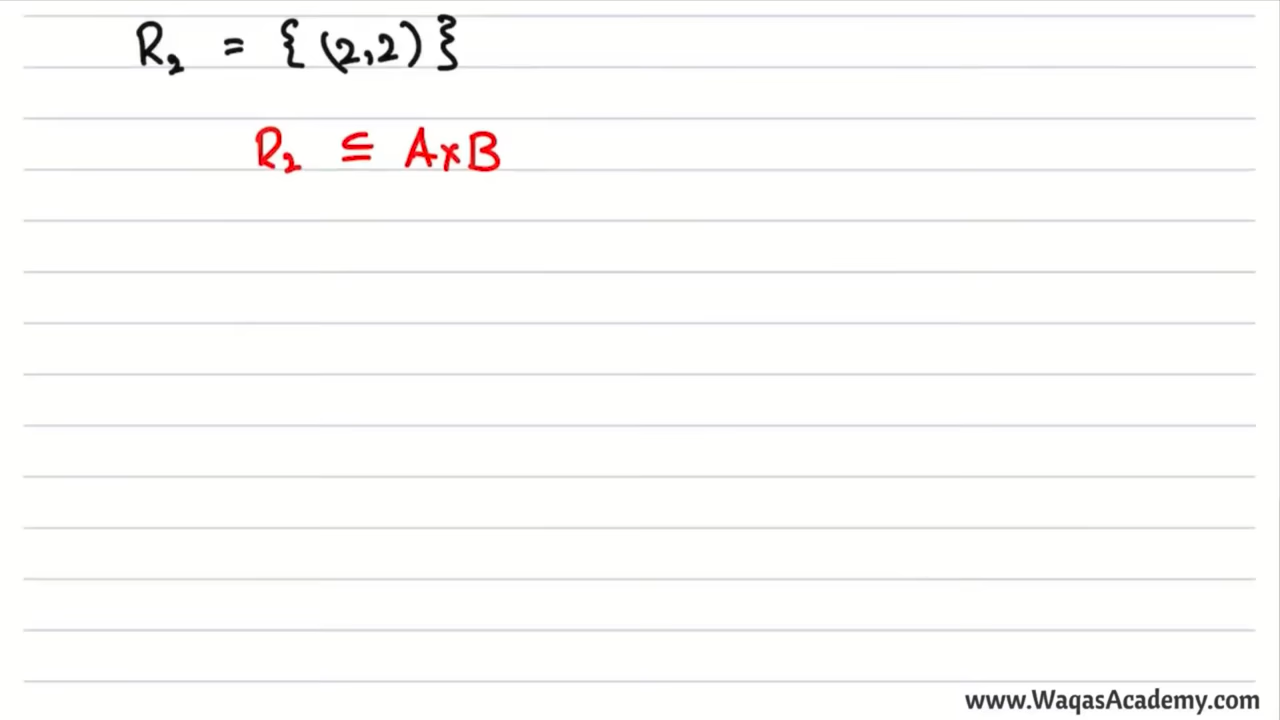 R₂ = { (2,2) }
R₂ ⊆ A×B
www.WaqasAcademy.com